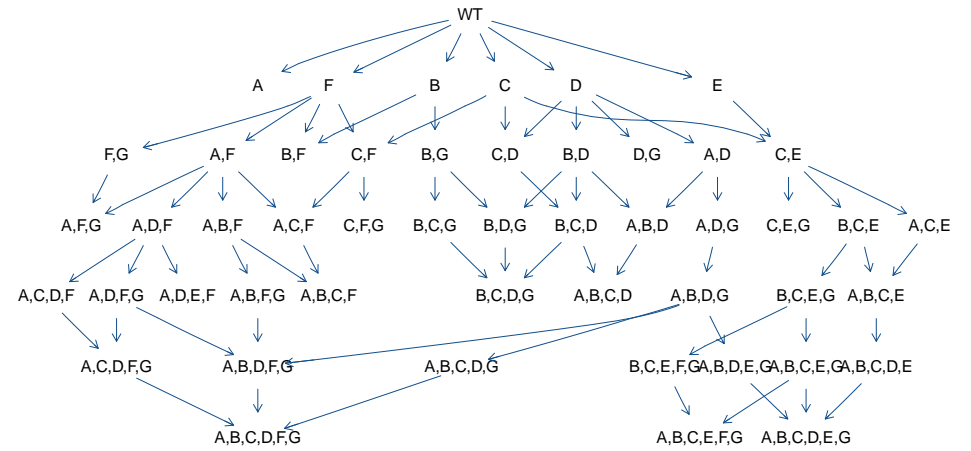 WT
A F B C D E
F,G A,F B,F C,F B,G C,D B,D D,G A,D C,E
A,F,G A,D,F A,B,F A,C,F C,F,G B,C,G B,D,G B,C,D A,B,D A,D,G C,E,G B,C,E A,C,E
A,C,D,F A,D,F,G A,D,E,F A,B,F,G A,B,C,F B,C,D,G A,B,C,D A,B,D,G B,C,E,G A,B,C,E
A,C,D,F,G A,B,D,F,G A,B,C,D,G B,C,E,F,G A,B,D,E,G A,B,C,E,G A,B,C,D,E
A,B,C,D,F,G A,B,C,E,F,G A,B,C,D,E,G